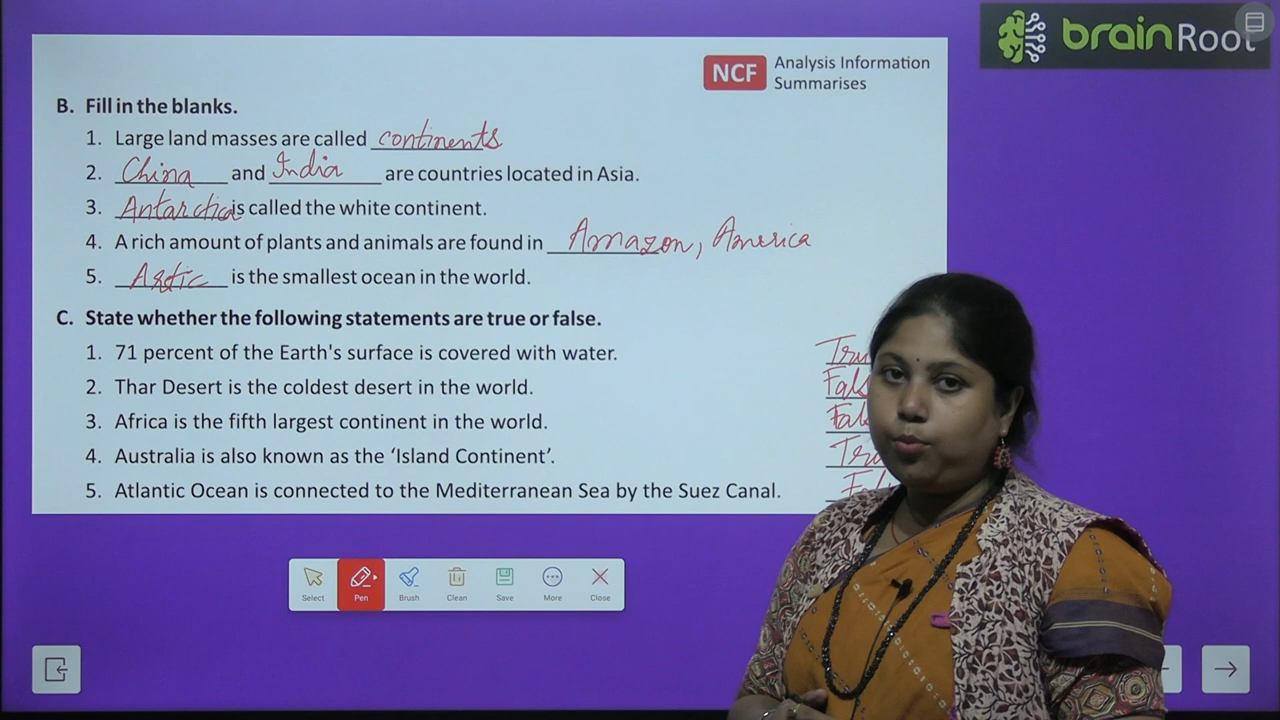 brainRoot
NCF Analysis Information
Summarises
B. Fill in the blanks.
1. Large land masses are called continents
2. China and India are countries located in Asia.
3. Antarctica is called the white continent.
4. A rich amount of plants and animals are found in Amazon, America
5. Arctic is the smallest ocean in the world.
C. State whether the following statements are true or false.
1. 71 percent of the Earth's surface is covered with water. Tru
2. Thar Desert is the coldest desert in the world. Fals
3. Africa is the fifth largest continent in the world. Fal
4. Australia is also known as the ‘Island Continent’. Tru
5. Atlantic Ocean is connected to the Mediterranean Sea by the Suez Canal. Fal
Select Pen Brush Clean Save More Close